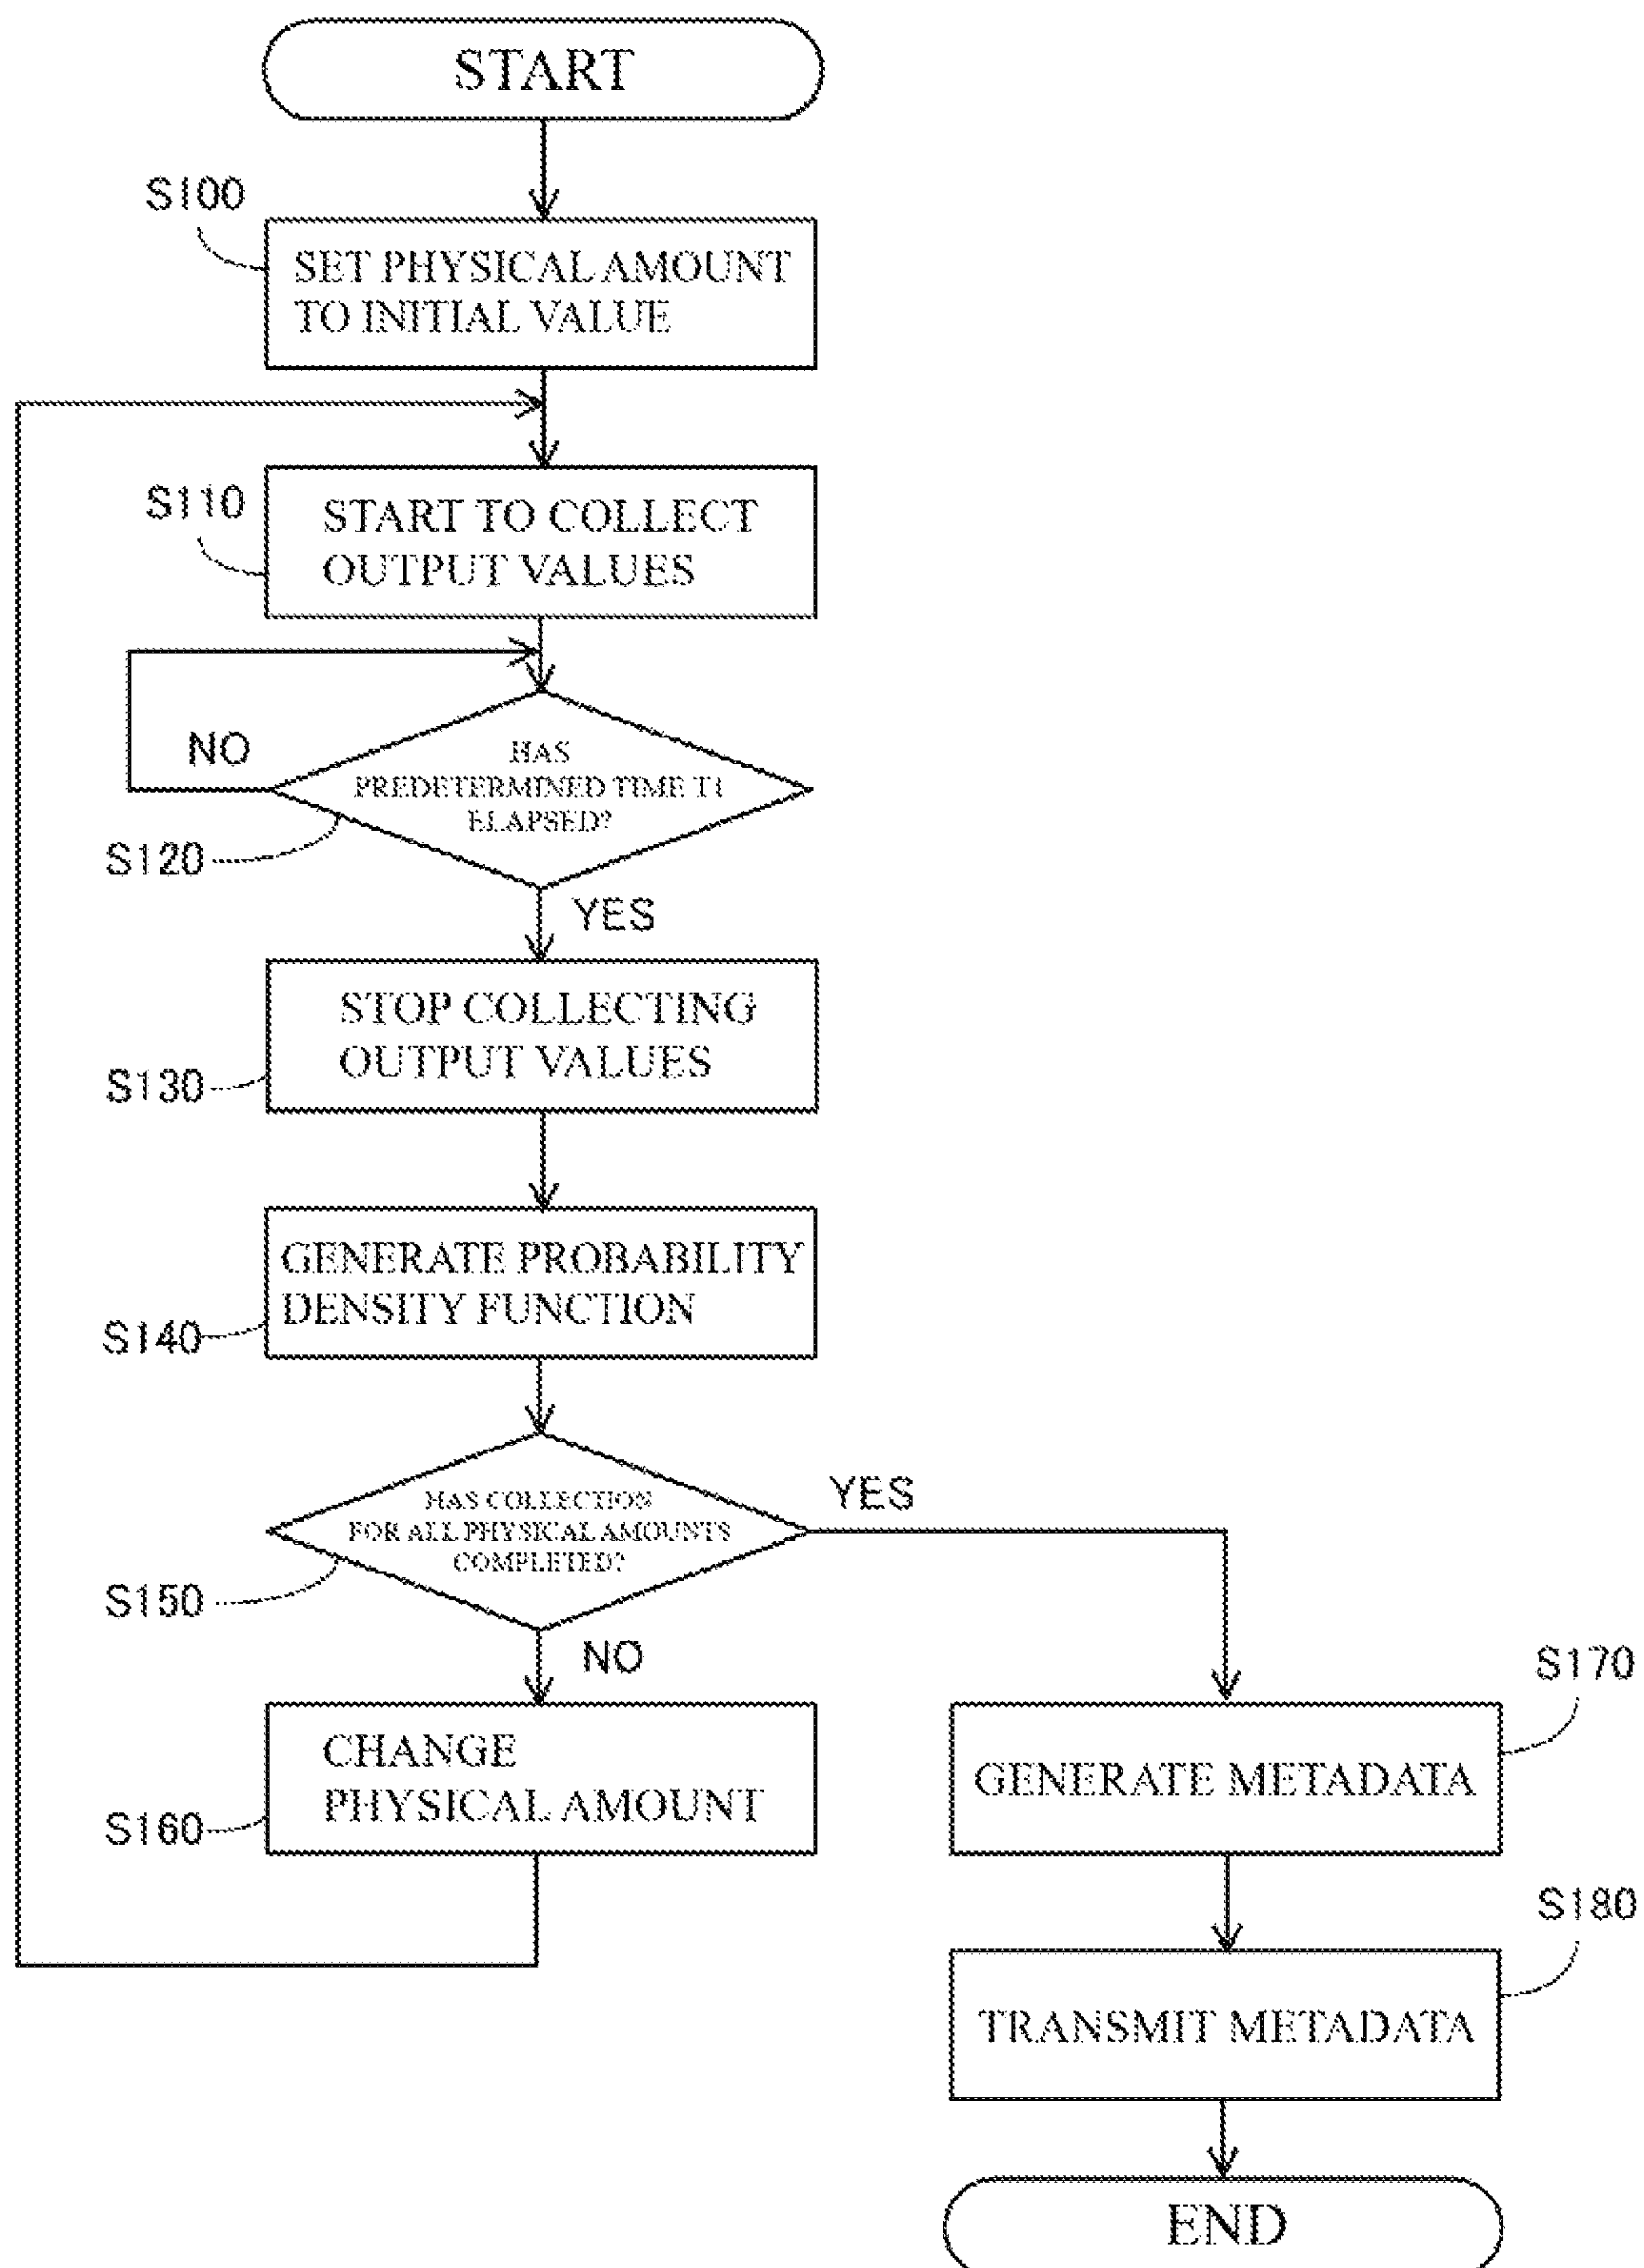 START
S100
SET PHYSICAL AMOUNT
TO INITIAL VALUE
S110
START TO COLLECT
OUTPUT VALUES
NO
HAS
PREDETERMINED TIME T1
ELAPSED?
S120
YES
STOP COLLECTING
OUTPUT VALUES
S130
GENERATE PROBABILITY
DENSITY FUNCTION
S140
HAS COLLECTION
FOR ALL PHYSICAL AMOUNTS
COMPLETED?
YES
S150
NO
S170
CHANGE
PHYSICAL AMOUNT
S160
GENERATE METADATA
S180
TRANSMIT METADATA
END